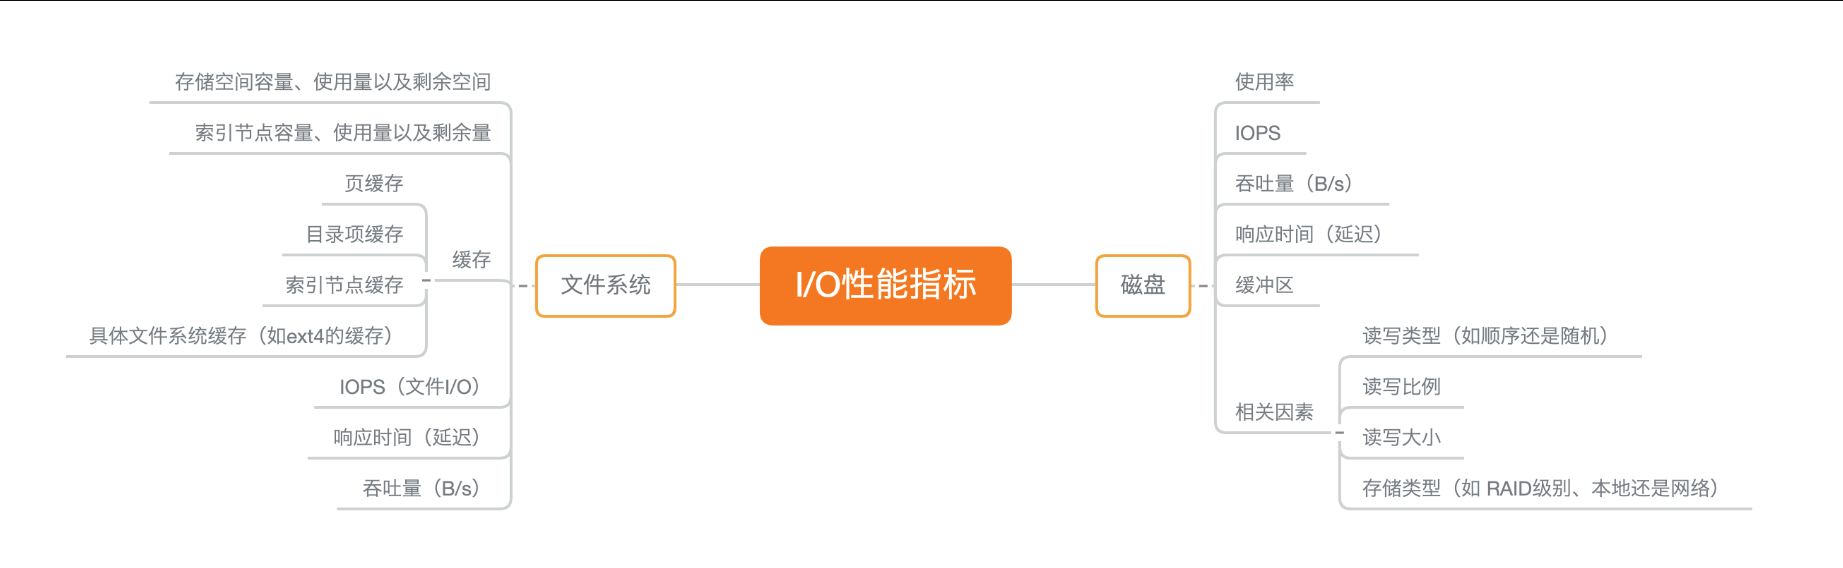 I/O性能指标
文件系统
存储空间容量、使用量以及剩余空间
索引节点容量、使用量以及剩余量
缓存
页缓存
目录项缓存
索引节点缓存
具体文件系统缓存（如ext4的缓存）
IOPS（文件I/O）
响应时间（延迟）
吞吐量（B/s）
磁盘
使用率
IOPS
吞吐量（B/s）
响应时间（延迟）
缓冲区
相关因素
读写类型（如顺序还是随机）
读写比例
读写大小
存储类型（如 RAID级别、本地还是网络）